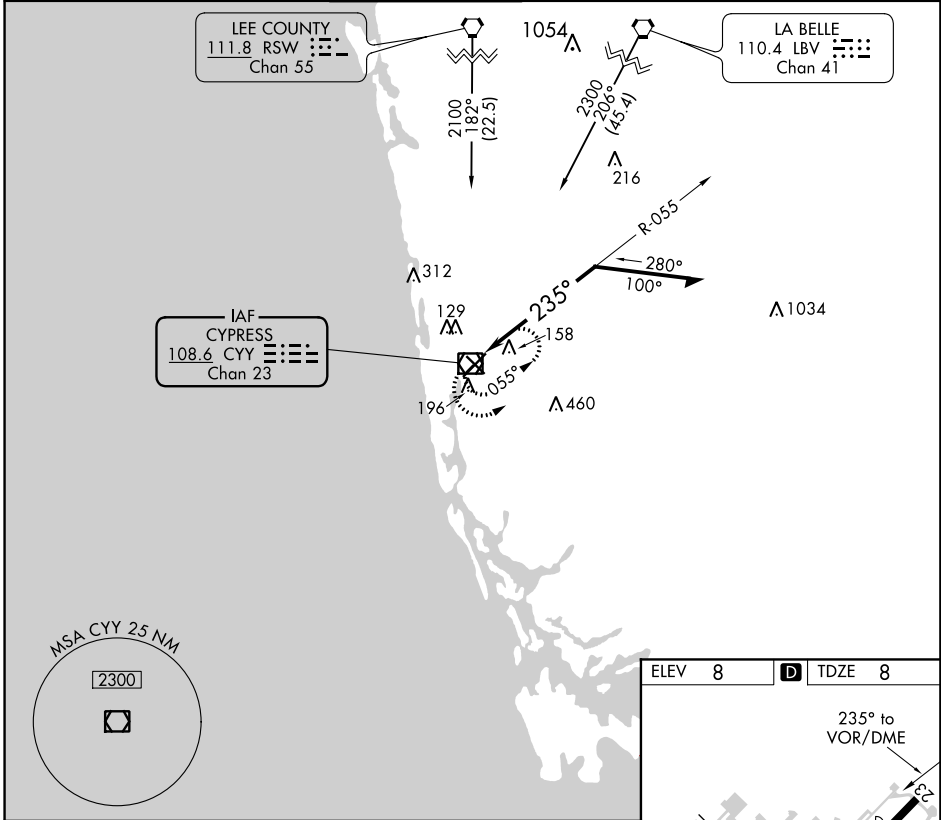 LEE COUNTY
111.8 RSW
Chan 55
1054
LA BELLE
110.4 LBV
Chan 41
2100
182°
(22.5)
2300
206°
(45.4)
216
R-055
312
280°
100°
235°
1034
129
IAF
CYPRESS
108.6 CYY
Chan 23
158
055°
196
460
MSA CYY 25 NM
2300
ELEV 8 D TDZE 8
235° to
VOR/DME
23